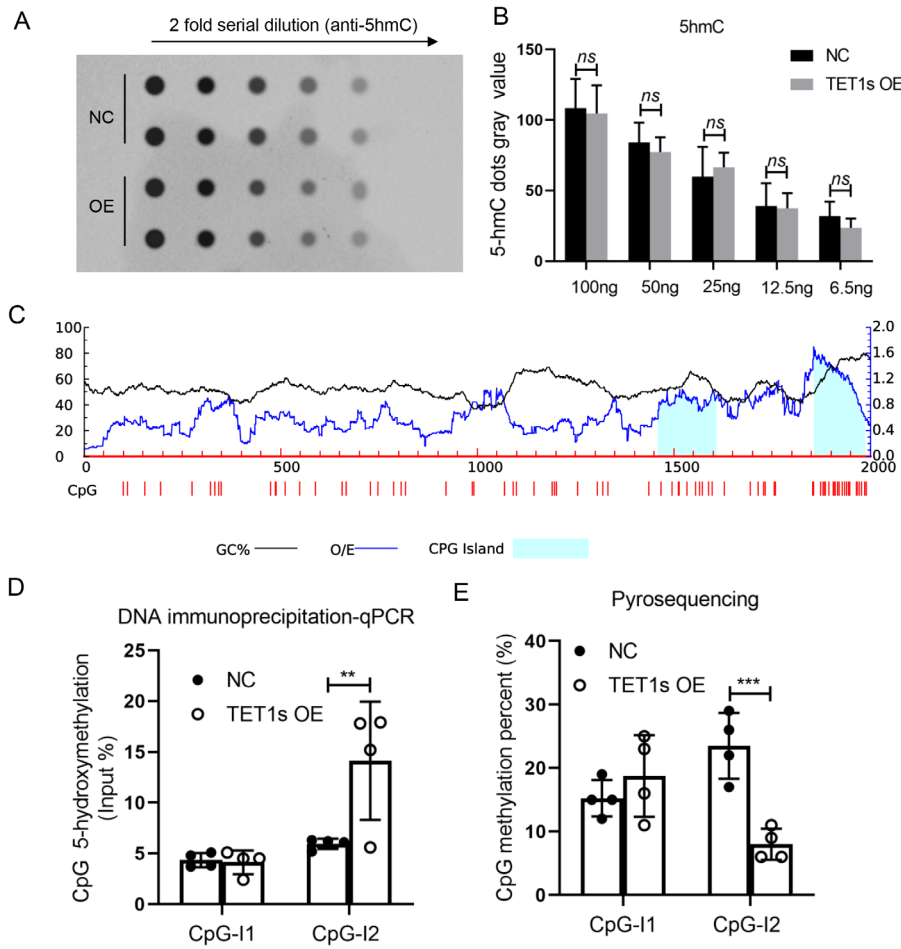 A
2 fold serial dilution (anti-5hmC)
NC
OE
B
5hmC
NC
TET1s OE
5-hmC dots gray value
150
100
50
0
ns
ns
ns
ns
ns
100ng
50ng
25ng
12.5ng
6.5ng
C
100
80
60
40
20
0
2.0
1.6
1.2
0.8
0.4
0.0
0
500
1000
1500
2000
CpG
GC%
O/E
CPG Island
D
DNA immunoprecipitation-qPCR
CpG 5-hydroxymethylation
(Input %)
25
20
15
10
5
0
NC
TET1s OE
**
CpG-I1
CpG-I2
E
Pyrosequencing
CpG methylation percent (%)
40
30
20
10
0
NC
TET1s OE
***
CpG-I1
CpG-I2